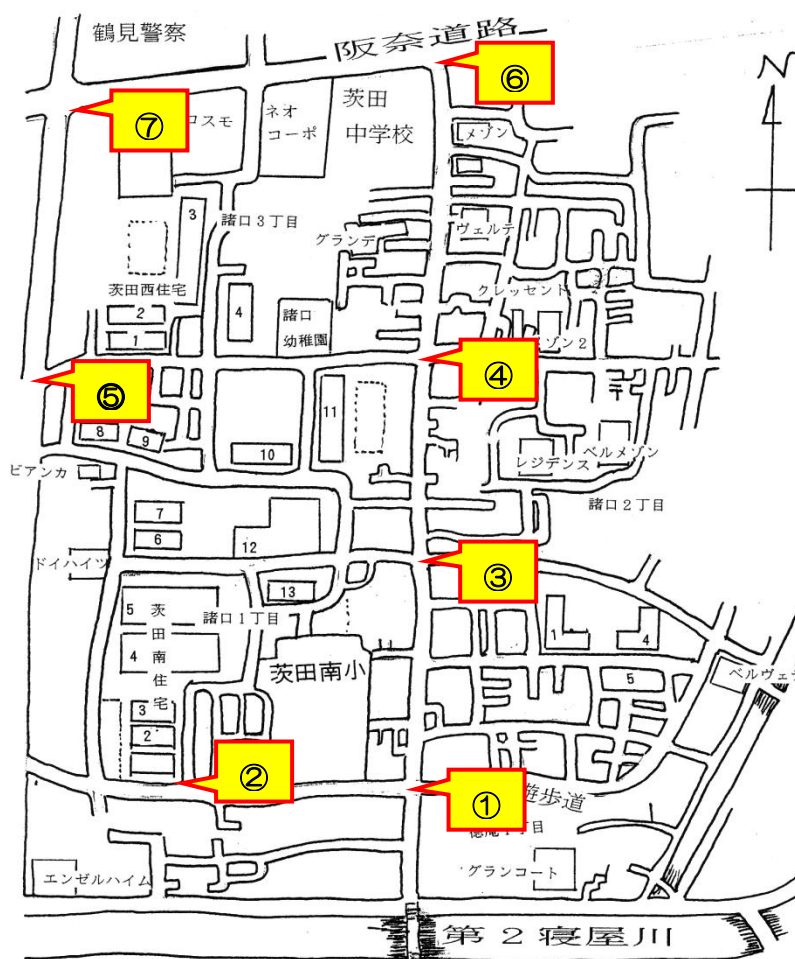 鶴見警察
阪奈道路
⑥
N
⑦
コスモ
ネオ
コーポ
茨田
中学校
メゾン
3
諸口3丁目
グランデ
ヴェルテ
茨田西住宅
2
1
4
諸口
幼稚園
クレッセント
ゾン2
④
⑤
8
9
11
10
レジデンス
ベルメゾン
ビアンカ
諸口2丁目
7
6
12
ドイハイツ
③
13
5
茨田南住宅
4
諸口1丁目
1
4
茨田南小
5
ベルヴェ
3
2
②
①
遊歩道
1丁目
エンゼルハイム
グランコート
第2寝屋川